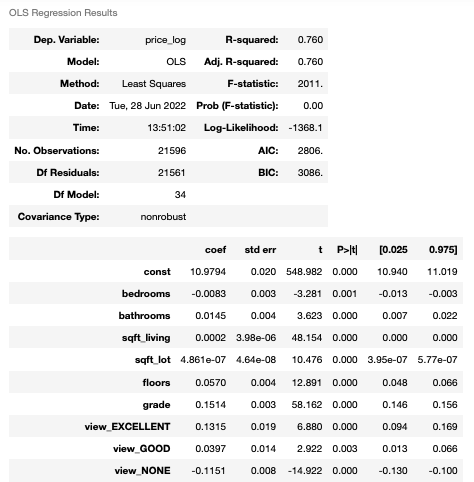 OLS Regression Results
Dep. Variable: price_log R-squared: 0.760
Model: OLS Adj. R-squared: 0.760
Method: Least Squares F-statistic: 2011.
Date: Tue, 28 Jun 2022 Prob (F-statistic): 0.00
Time: 13:51:02 Log-Likelihood: -1368.1
No. Observations: 21596 AIC: 2806.
Df Residuals: 21561 BIC: 3086.
Df Model: 34
Covariance Type: nonrobust
coef std err t P>|t| [0.025 0.975]
const 10.9794 0.020 548.982 0.000 10.940 11.019
bedrooms -0.0083 0.003 -3.281 0.001 -0.013 -0.003
bathrooms 0.0145 0.004 3.623 0.000 0.007 0.022
sqft_living 0.0002 3.98e-06 48.154 0.000 0.000 0.000
sqft_lot 4.861e-07 4.64e-08 10.476 0.000 3.95e-07 5.77e-07
floors 0.0570 0.004 12.891 0.000 0.048 0.066
grade 0.1514 0.003 58.162 0.000 0.146 0.156
view_EXCELLENT 0.1315 0.019 6.880 0.000 0.094 0.169
view_GOOD 0.0397 0.014 2.922 0.003 0.013 0.066
view_NONE -0.1151 0.008 -14.922 0.000 -0.130 -0.100